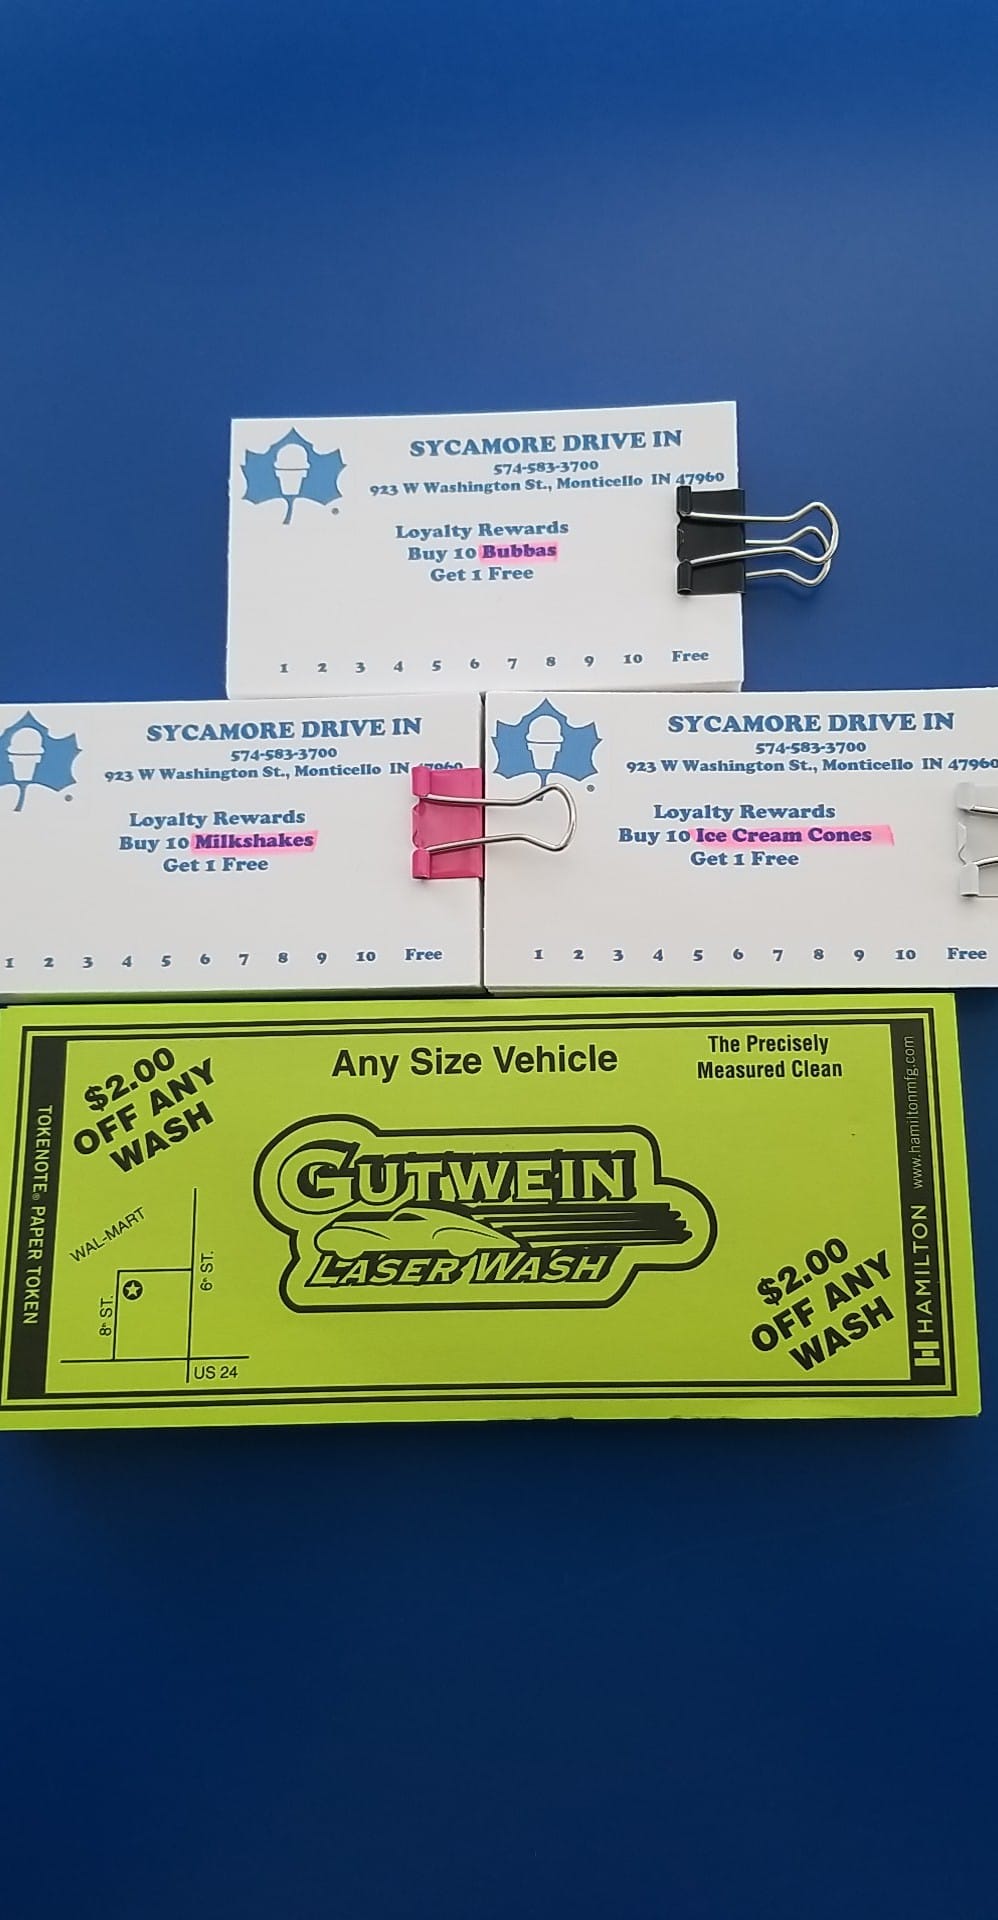 SYCAMORE DRIVE IN
574-583-3700
923 W Washington St., Monticello IN 47960
Loyalty Rewards
Buy 10 Bubbas
Get 1 Free
1 2 3 4 5 6 7 8 9 10 Free
SYCAMORE DRIVE IN
574-583-3700
923 W Washington St., Monticello IN 47960
Loyalty Rewards
Buy 10 Milkshakes
Get 1 Free
1 2 3 4 5 6 7 8 9 10 Free
SYCAMORE DRIVE IN
574-583-3700
923 W Washington St., Monticello IN 47960
Loyalty Rewards
Buy 10 Ice Cream Cones
Get 1 Free
1 2 3 4 5 6 7 8 9 10 Free
TOKENOTE® PAPER TOKEN
$2.00
OFF ANY
WASH
Any Size Vehicle
The Precisely
Measured Clean
GUTWEIN
LASER WASH
WAL-MART
8th ST.
6th ST.
US 24
$2.00
OFF ANY
WASH
HAMILTON www.hamiltonmfg.com